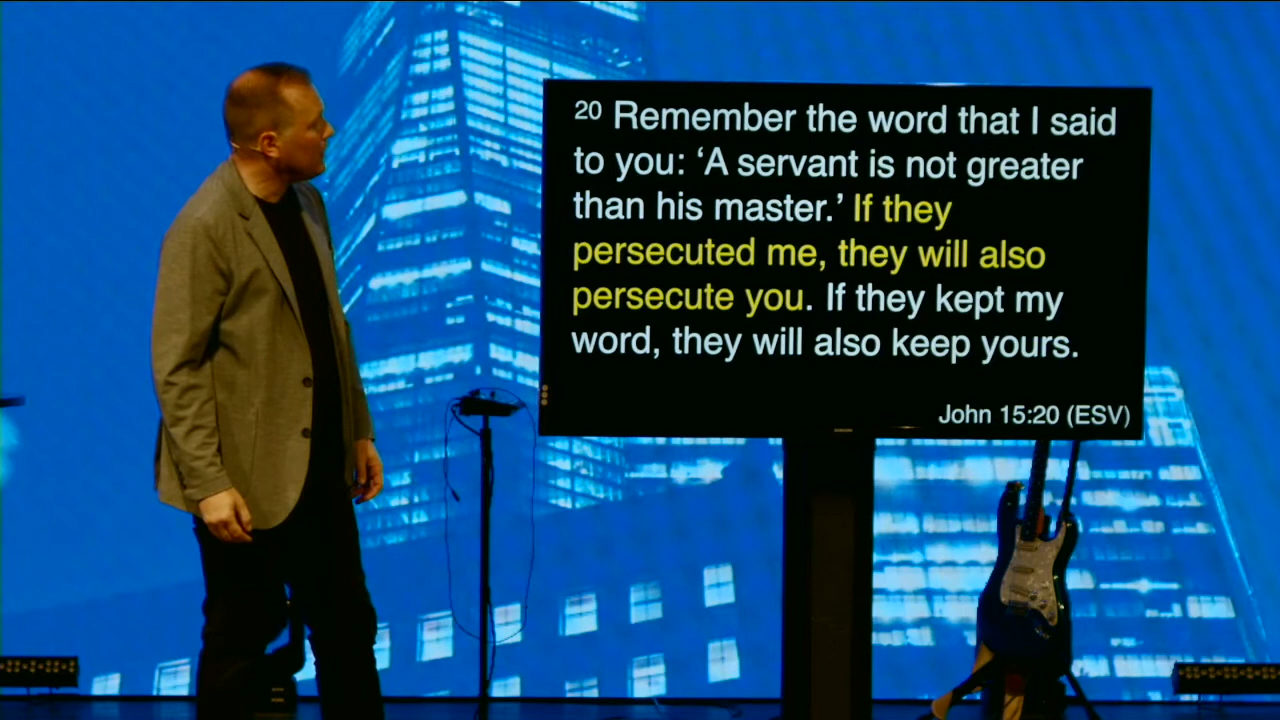 20 Remember the word that I said
to you: ‘A servant is not greater
than his master.’ If they
persecuted me, they will also
persecute you. If they kept my
word, they will also keep yours.
John 15:20 (ESV)